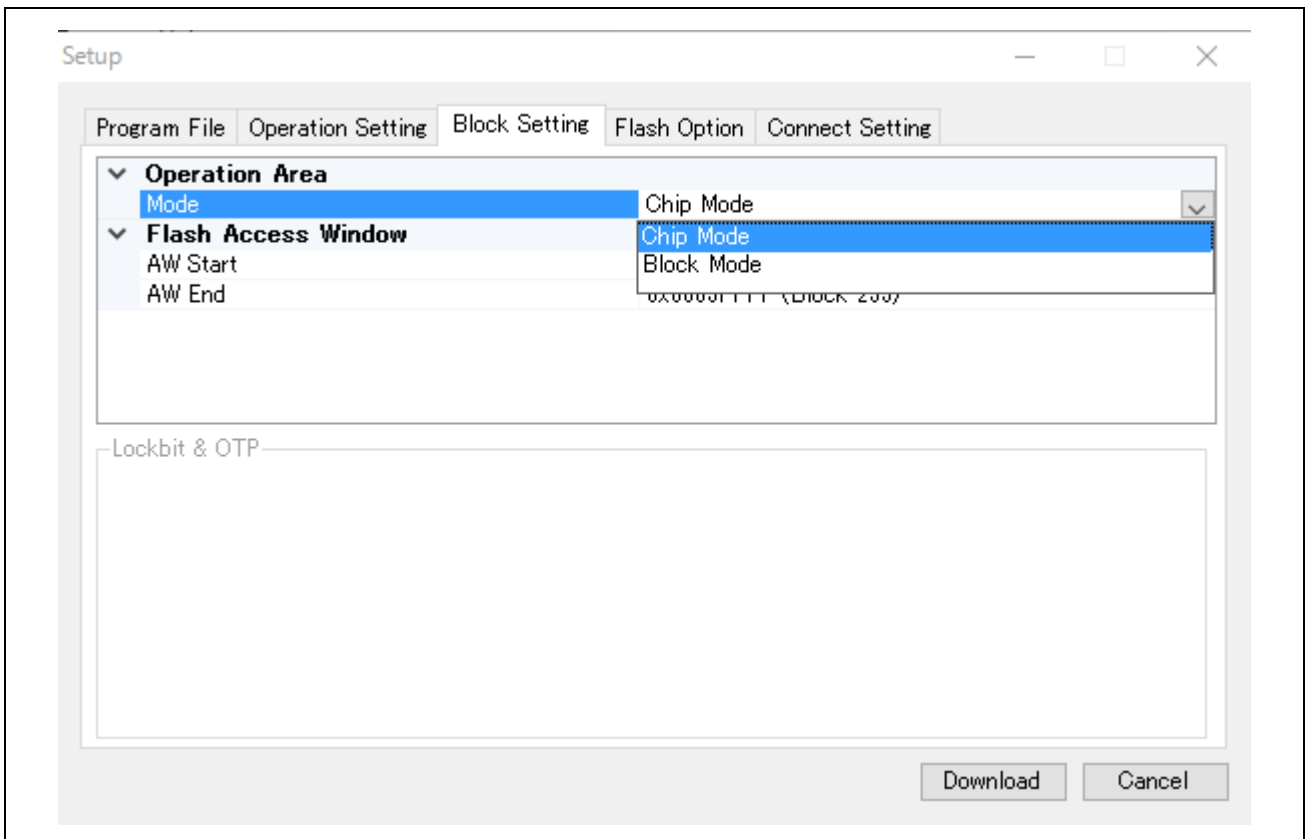 Setup
Program File Operation Setting Block Setting Flash Option Connect Setting
Operation Area
Mode Chip Mode
Flash Access Window Chip Mode
AW Start Block Mode
AW End
Lockbit & OTP
Download Cancel